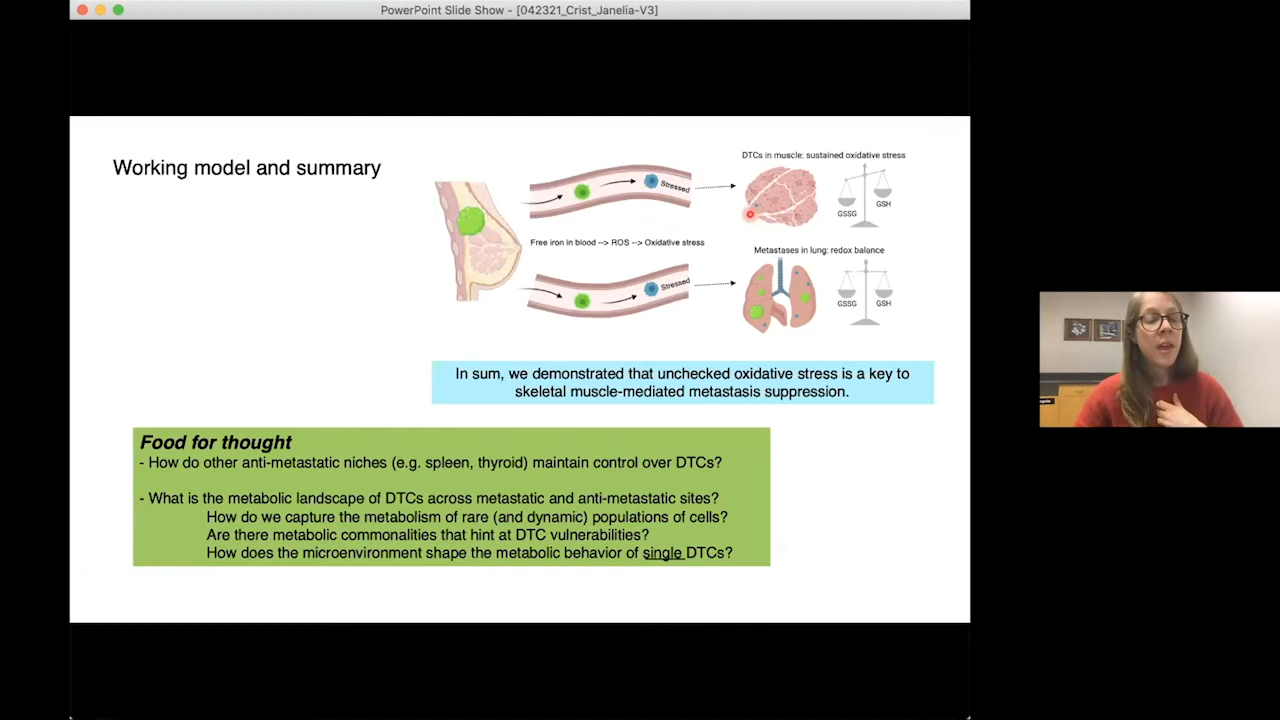 PowerPoint Slide Show - [042321_Crist_Janelia-V3]
Working model and summary
DTCs in muscle: sustained oxidative stress
Stressed
GSSG
GSH
Free iron in blood --> ROS --> Oxidative stress
Metastases in lung: redox balance
Stressed
GSSG
GSH
In sum, we demonstrated that unchecked oxidative stress is a key to
skeletal muscle-mediated metastasis suppression.
Food for thought
- How do other anti-metastatic niches (e.g. spleen, thyroid) maintain control over DTCs?
- What is the metabolic landscape of DTCs across metastatic and anti-metastatic sites?
How do we capture the metabolism of rare (and dynamic) populations of cells?
Are there metabolic commonalities that hint at DTC vulnerabilities?
How does the microenvironment shape the metabolic behavior of single DTCs?